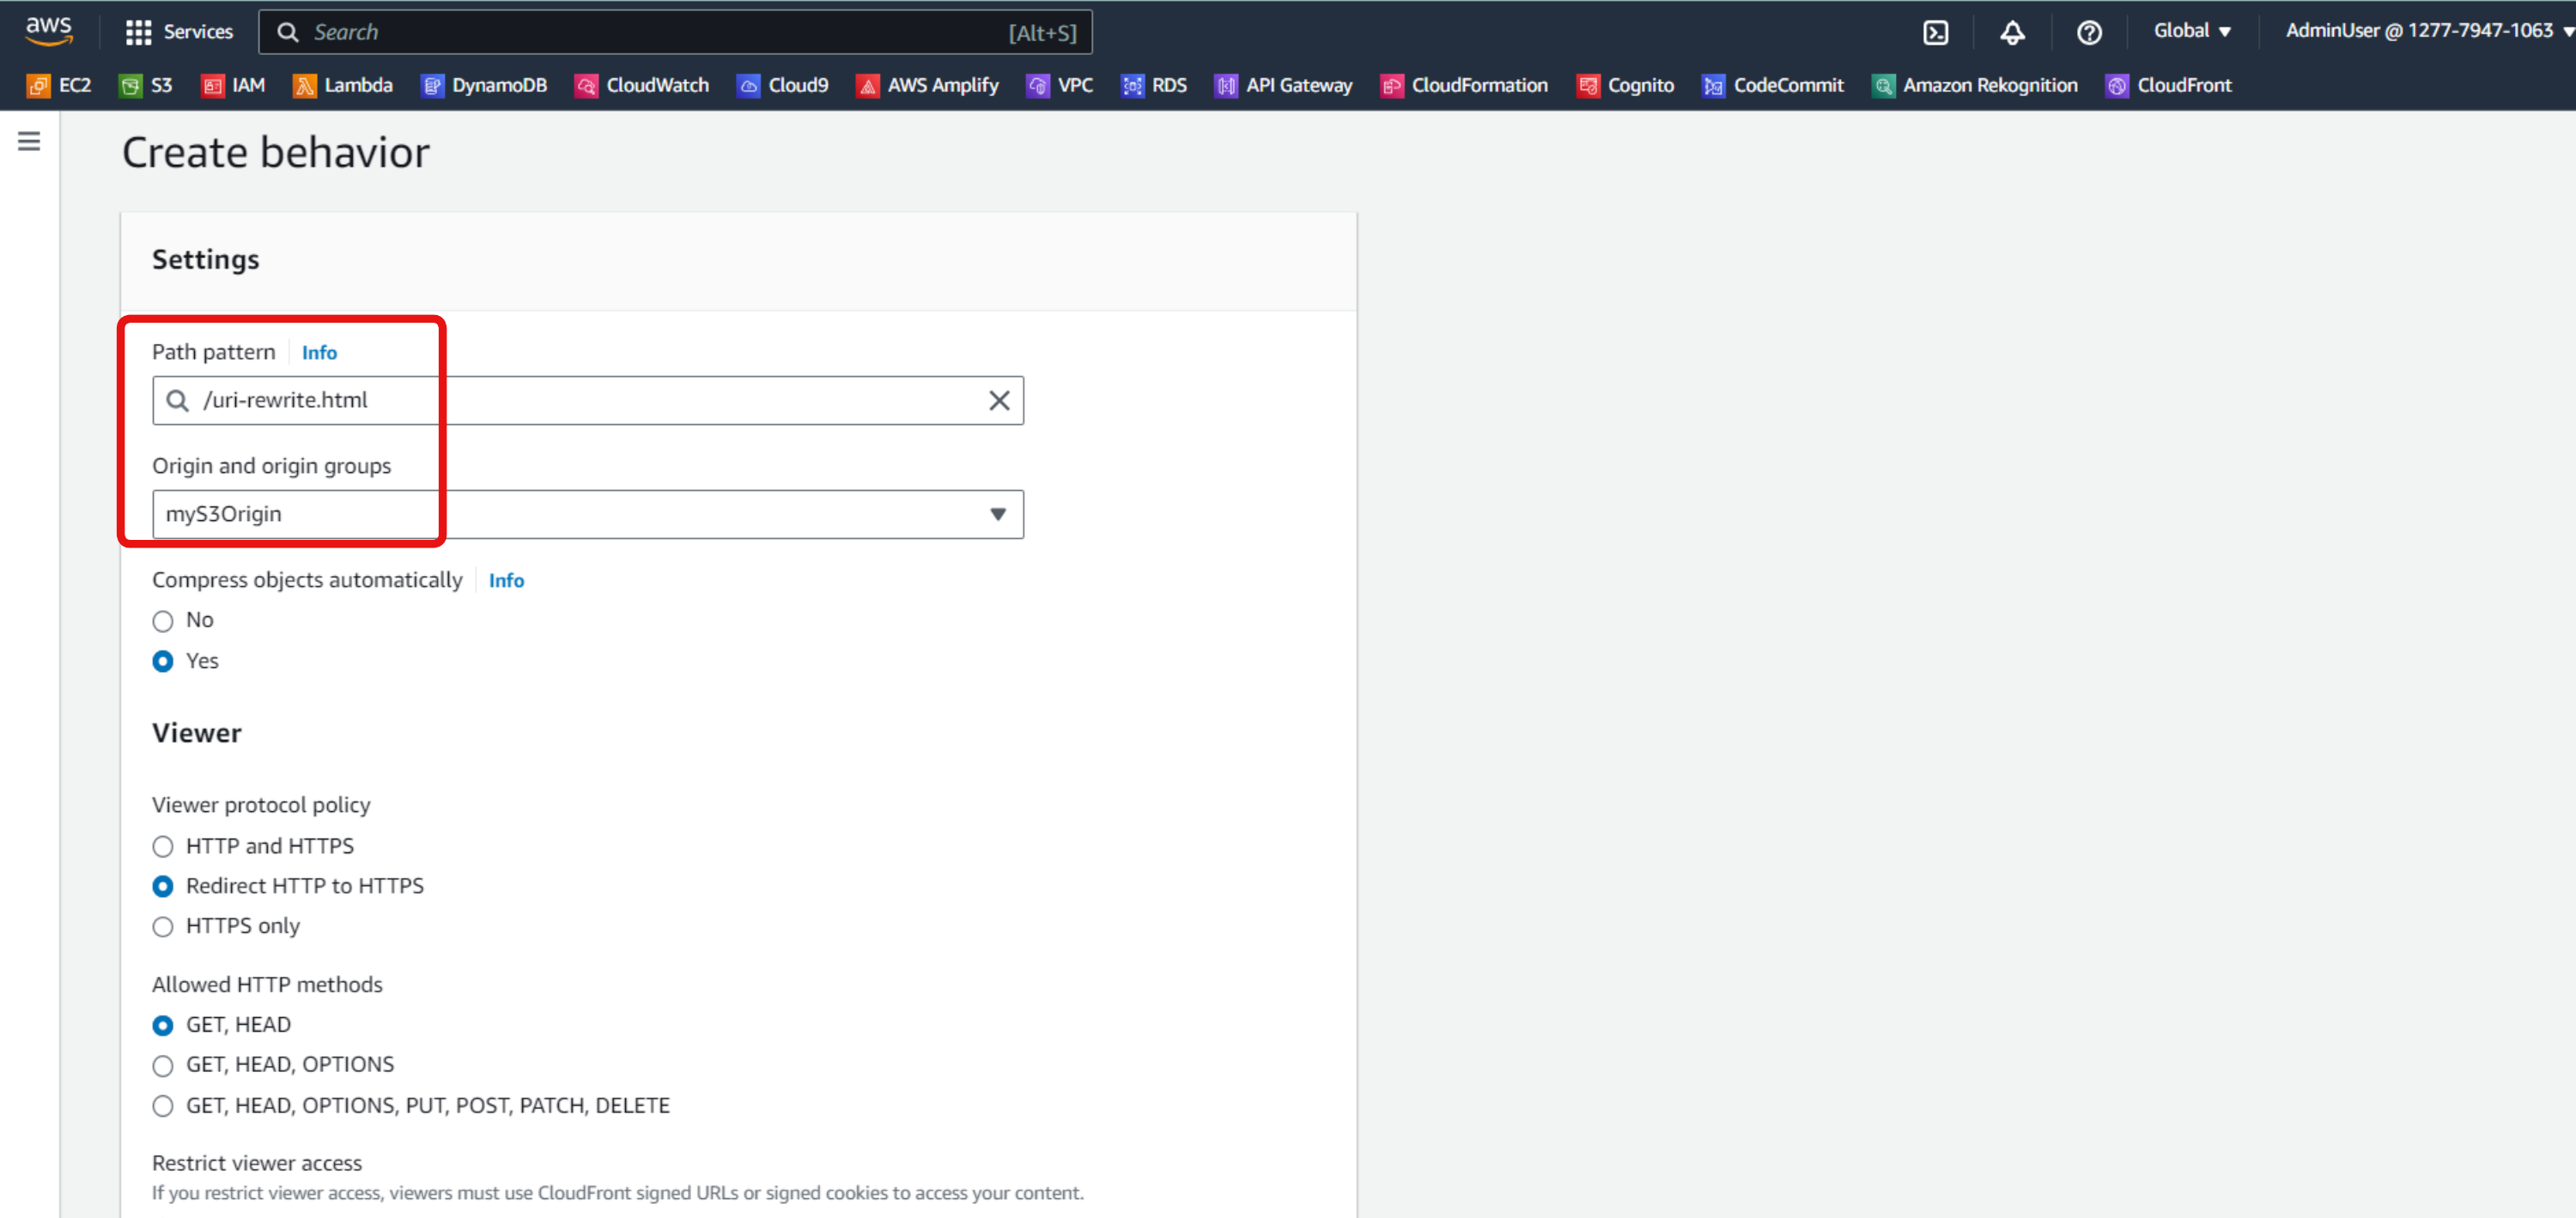 aws Services Search [Alt+S] Global AdminUser @ 1277-7947-1063
EC2 S3 IAM Lambda DynamoDB CloudWatch Cloud9 AWS Amplify VPC RDS API Gateway CloudFormation Cognito CodeCommit Amazon Rekognition CloudFront
Create behavior
Settings
Path pattern Info
/uri-rewrite.html
Origin and origin groups
myS3Origin
Compress objects automatically Info
No
Yes
Viewer
Viewer protocol policy
HTTP and HTTPS
Redirect HTTP to HTTPS
HTTPS only
Allowed HTTP methods
GET, HEAD
GET, HEAD, OPTIONS
GET, HEAD, OPTIONS, PUT, POST, PATCH, DELETE
Restrict viewer access
If you restrict viewer access, viewers must use CloudFront signed URLs or signed cookies to access your content.